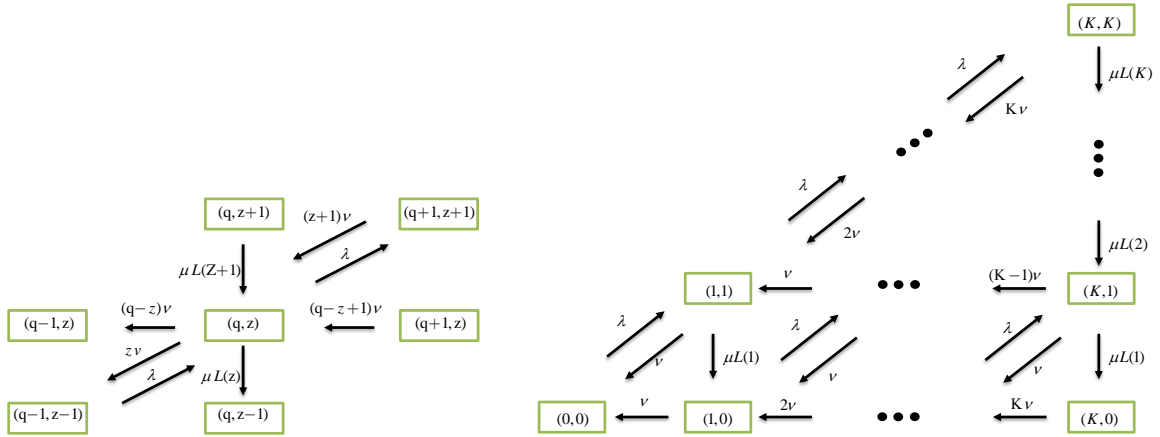 (q,z+1)
(z+1)ν
(q+1,z+1)
μL(Z+1)
λ
(q-z)ν
(q-z+1)ν
(q-1,z)
(q,z)
(q+1,z)
zν
λ
μL(z)
(q-1,z-1)
(q,z-1)
(K,K)
λ
μL(K)
Kν
λ
2ν
μL(2)
(1,1)
ν
(K-1)ν
(K,1)
λ
ν
μL(1)
λ
ν
λ
ν
μL(1)
(0,0)
ν
(1,0)
2ν
Kν
(K,0)